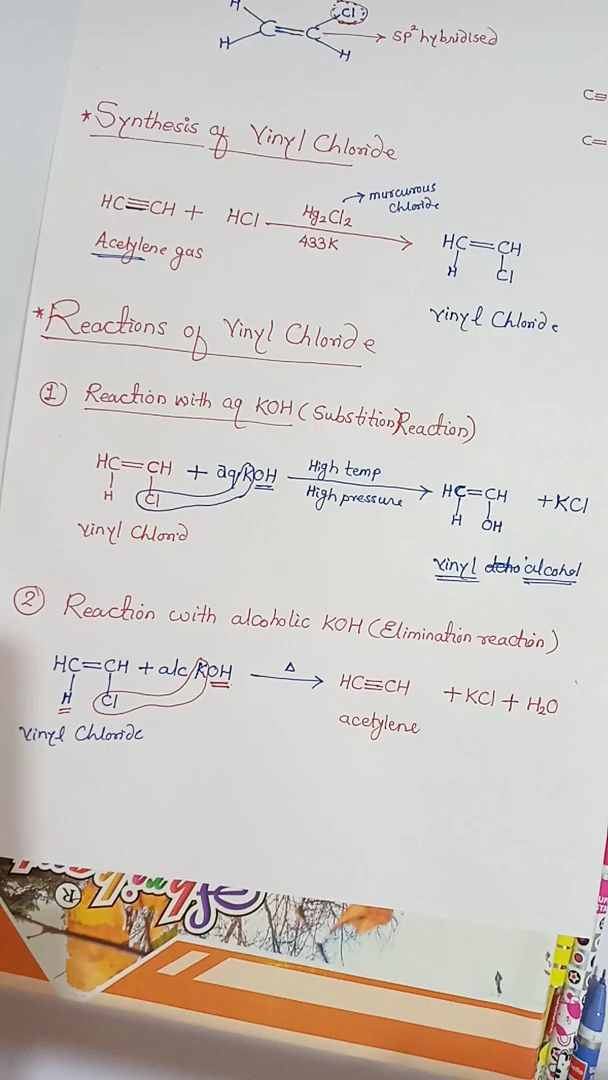 H
Cl
C=C → sp² hybridised
H
H
C≡
C=
*Synthesis of Vinyl Chloride
HC≡CH + HCl
Hg₂Cl₂ → murcurous chloride
433K
Acetylene gas
HC=CH
H Cl
vinyl Chloride
*Reactions of Vinyl Chloride
① Reaction with aq KOH (Substition Reaction)
HC=CH + aq KOH
High temp
High pressure
HC=CH + KCl
H Cl
H OH
vinyl Chlorid
vinyl alcohol
② Reaction with alcoholic KOH (Elimination reaction)
HC=CH + alc KOH Δ→ HC≡CH + KCl + H₂O
H Cl
acetylene
vinyl Chloride
R